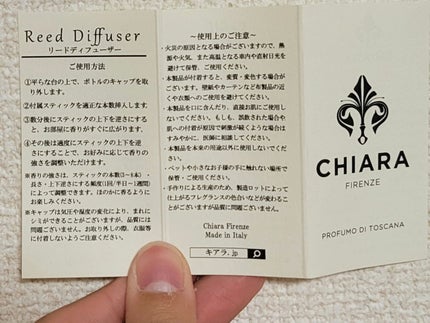 Reed Diffuser
リードディフューザー
ご使用方法
①平らな台の上で、ボトルのキャップを取
り外します。
②付属スティックを適正な本数挿入します
③数分後にスティックの上下を逆さにする
と、お部屋に香りがすぐに広がります。
④その後は適度にスティックの上下を逆
さにすることで、お好みに応じて香りの
強さを調整いただけます。
※香りの強さは、スティックの本数(3~8本)・
長さ・上下逆さにする頻度(1回/半日~1週間)
によって調整できます。ほのかに香るように
お楽しみください。
※キャップは気圧や温度の変化により、まれに
シミができることがございますが、品質には
問題ございません。お取り外しの際、衣服等
に付着しないようご注意ください。
~使用上のご注意~
・火災の原因となる場合がございますので、熱
源や火気、また高温となる車内や直射日光を
避けて保管、ご使用ください。
・本製品が付着すると、変質・変色する場合が
ございます。壁紙やカーテンなど布製品の近
くやお衣類へのご使用を避けてください。
・本製品を口に含んだり、直接お肌に使用しな
いでください。もしも、誤飲された場合や
肌への付着が原因で刺激が続くような場合は
すみやかに、医師に相談してください。
・本製品を本来の用途以外に使用しないでくだ
さい。
・ペットや小さなお子様の手に触れない場所で
保管・ご使用ください。
・手作りによる生産のため、製造ロットによって
仕上がるフレグランスの色合いなどが変わるこ
とがございますが品質に問題ございません。
Chiara Firenze
Made in Italy
キアラ.jp
CHIARA
FIRENZE
PROFUMO DI TOSCANA